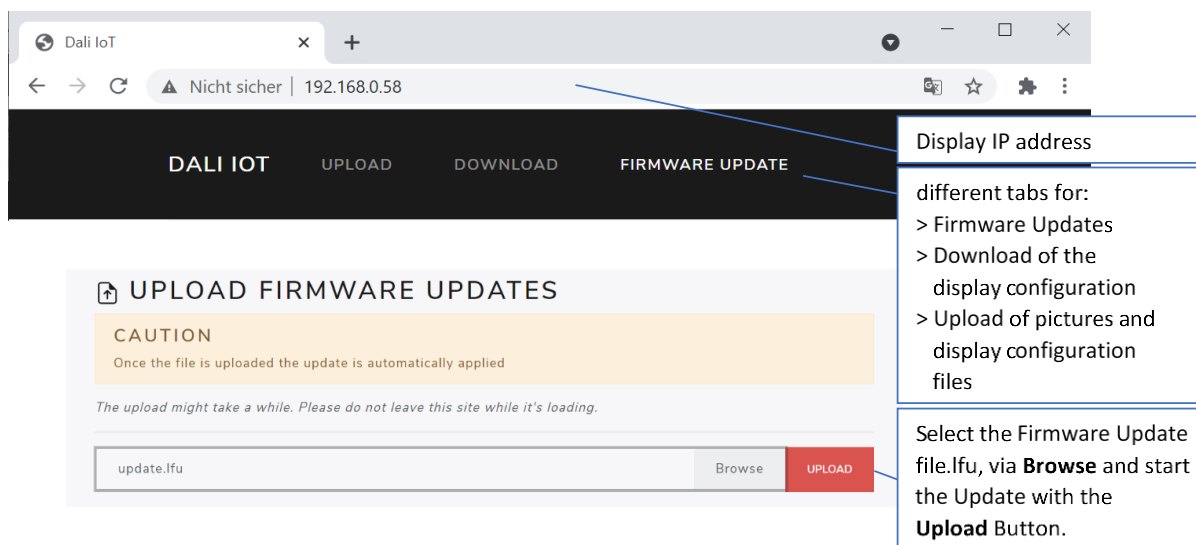 Dali IoT
Nicht sicher | 192.168.0.58
Display IP address
DALI IOT UPLOAD DOWNLOAD FIRMWARE UPDATE
different tabs for:
> Firmware Updates
> Download of the
display configuration
> Upload of pictures and
display configuration
files
UPLOAD FIRMWARE UPDATES
CAUTION
Once the file is uploaded the update is automatically applied
The upload might take a while. Please do not leave this site while it's loading.
update.lfu Browse UPLOAD
Select the Firmware Update
file.lfu, via Browse and start
the Update with the
Upload Button.